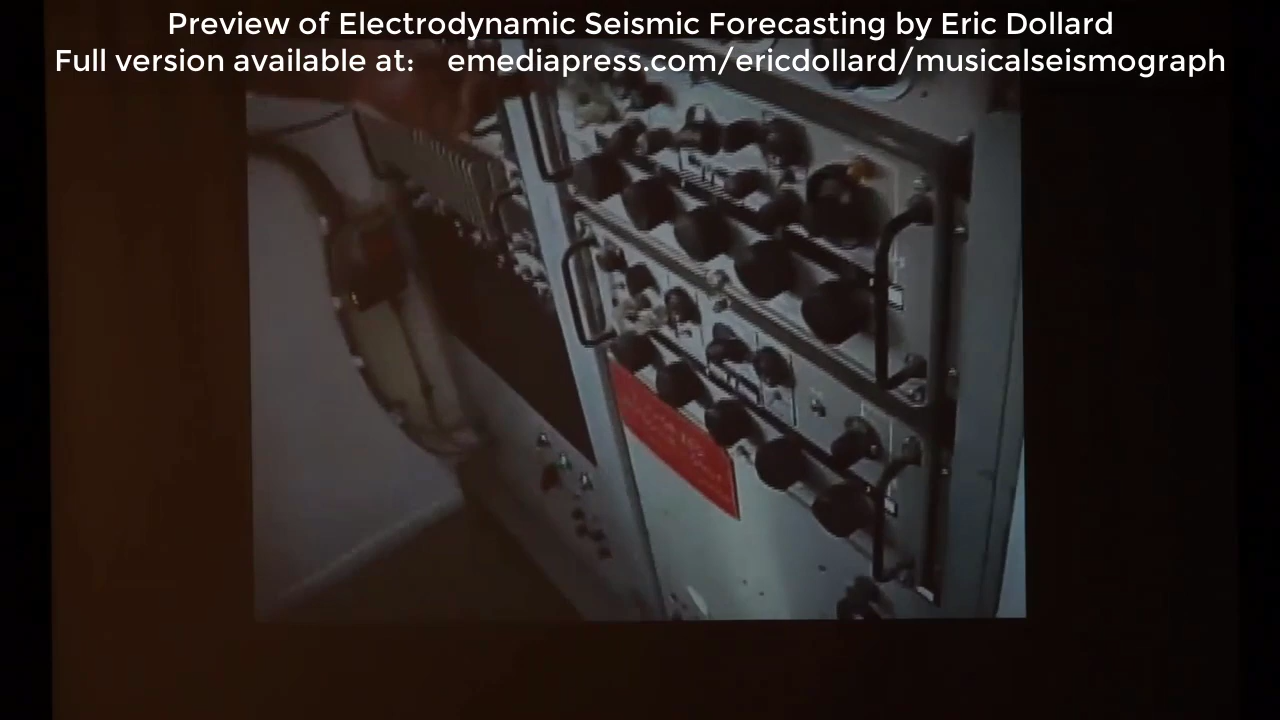 Preview of Electrodynamic Seismic Forecasting by Eric Dollard
Full version available at: emediapress.com/ericdollard/musicalseismograph